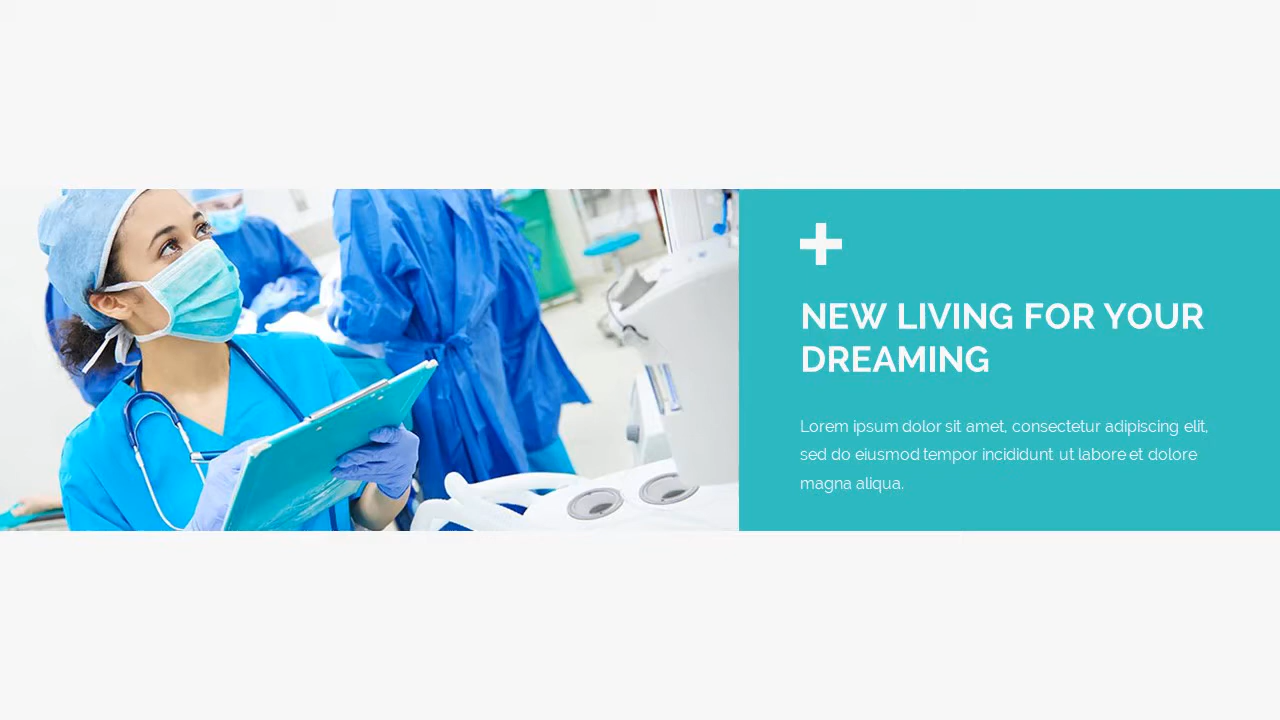 NEW LIVING FOR YOUR
DREAMING
Lorem ipsum dolor sit amet, consectetur adipiscing elit,
sed do eiusmod tempor incididunt ut labore et dolore
magna aliqua.